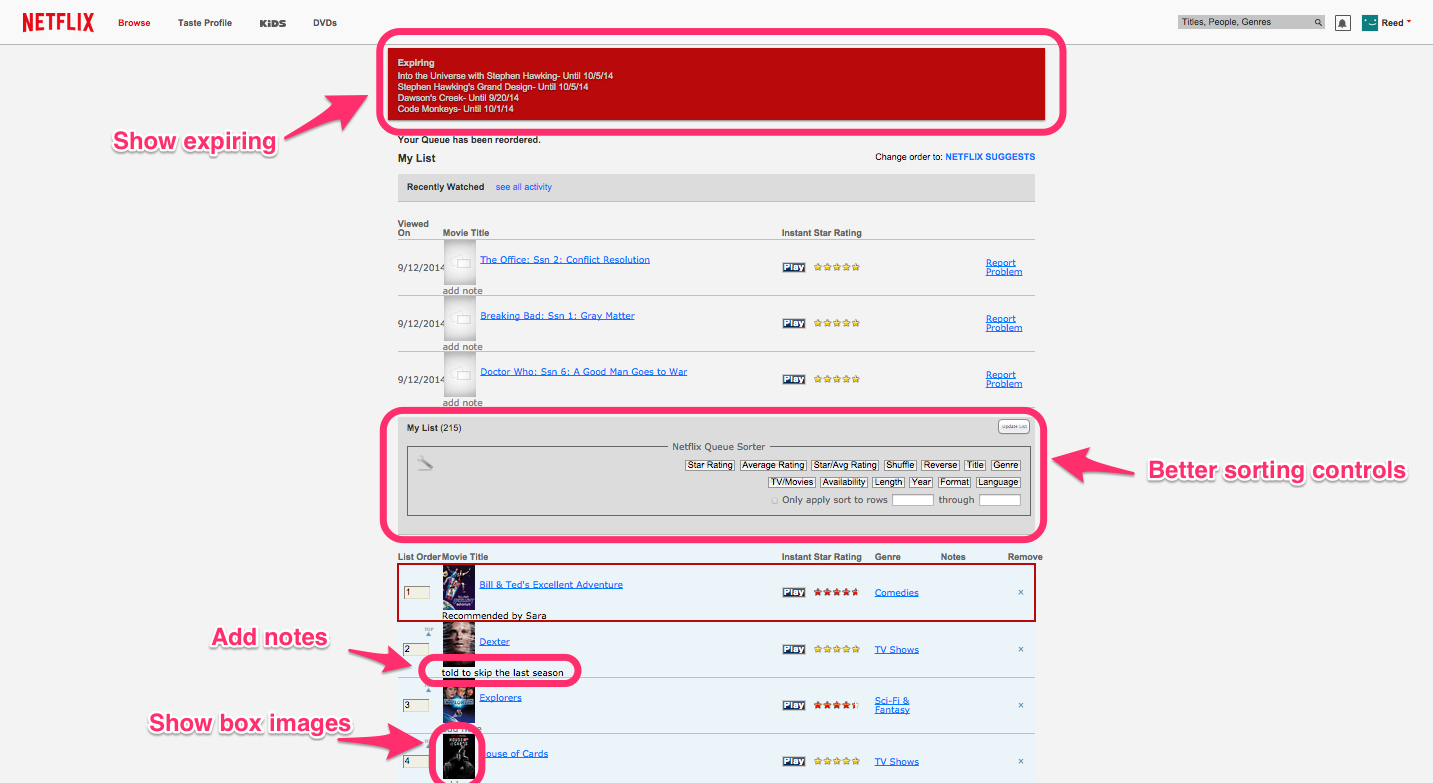 NETFLIX Browse Taste Profile KIDS DVDs Titles, People, Genres Reed
Expiring
Into the Universe with Stephen Hawking- Until 10/5/14
Stephen Hawking's Grand Design- Until 10/5/14
Dawson's Creek- Until 9/20/14
Code Monkeys- Until 10/1/14
Show expiring
Your Queue has been reordered.
My List Change order to: NETFLIX SUGGESTS
Recently Watched see all activity
Viewed
On Movie Title Instant Star Rating
9/12/2014 The Office: Ssn 2: Conflict Resolution Play Report
Problem
add note
9/12/2014 Breaking Bad: Ssn 1: Gray Matter Play Report
Problem
add note
9/12/2014 Doctor Who: Ssn 6: A Good Man Goes to War Play Report
Problem
add note
My List (215) Update List
Netflix Queue Sorter
Star Rating Average Rating Star/Avg Rating Shuffle Reverse Title Genre
TV/Movies Availability Length Year Format Language
Only apply sort to rows through
Better sorting controls
List Order Movie Title Instant Star Rating Genre Notes Remove
1 Bill & Ted's Excellent Adventure Play Comedies x
Recommended by Sara
TOP
2 Dexter Play TV Shows x
Add notes
told to skip the last season
3 Explorers Play Sci-Fi &
Fantasy x
add note
Show box images
4 HOUSE of CARDS House of Cards Play TV Shows x